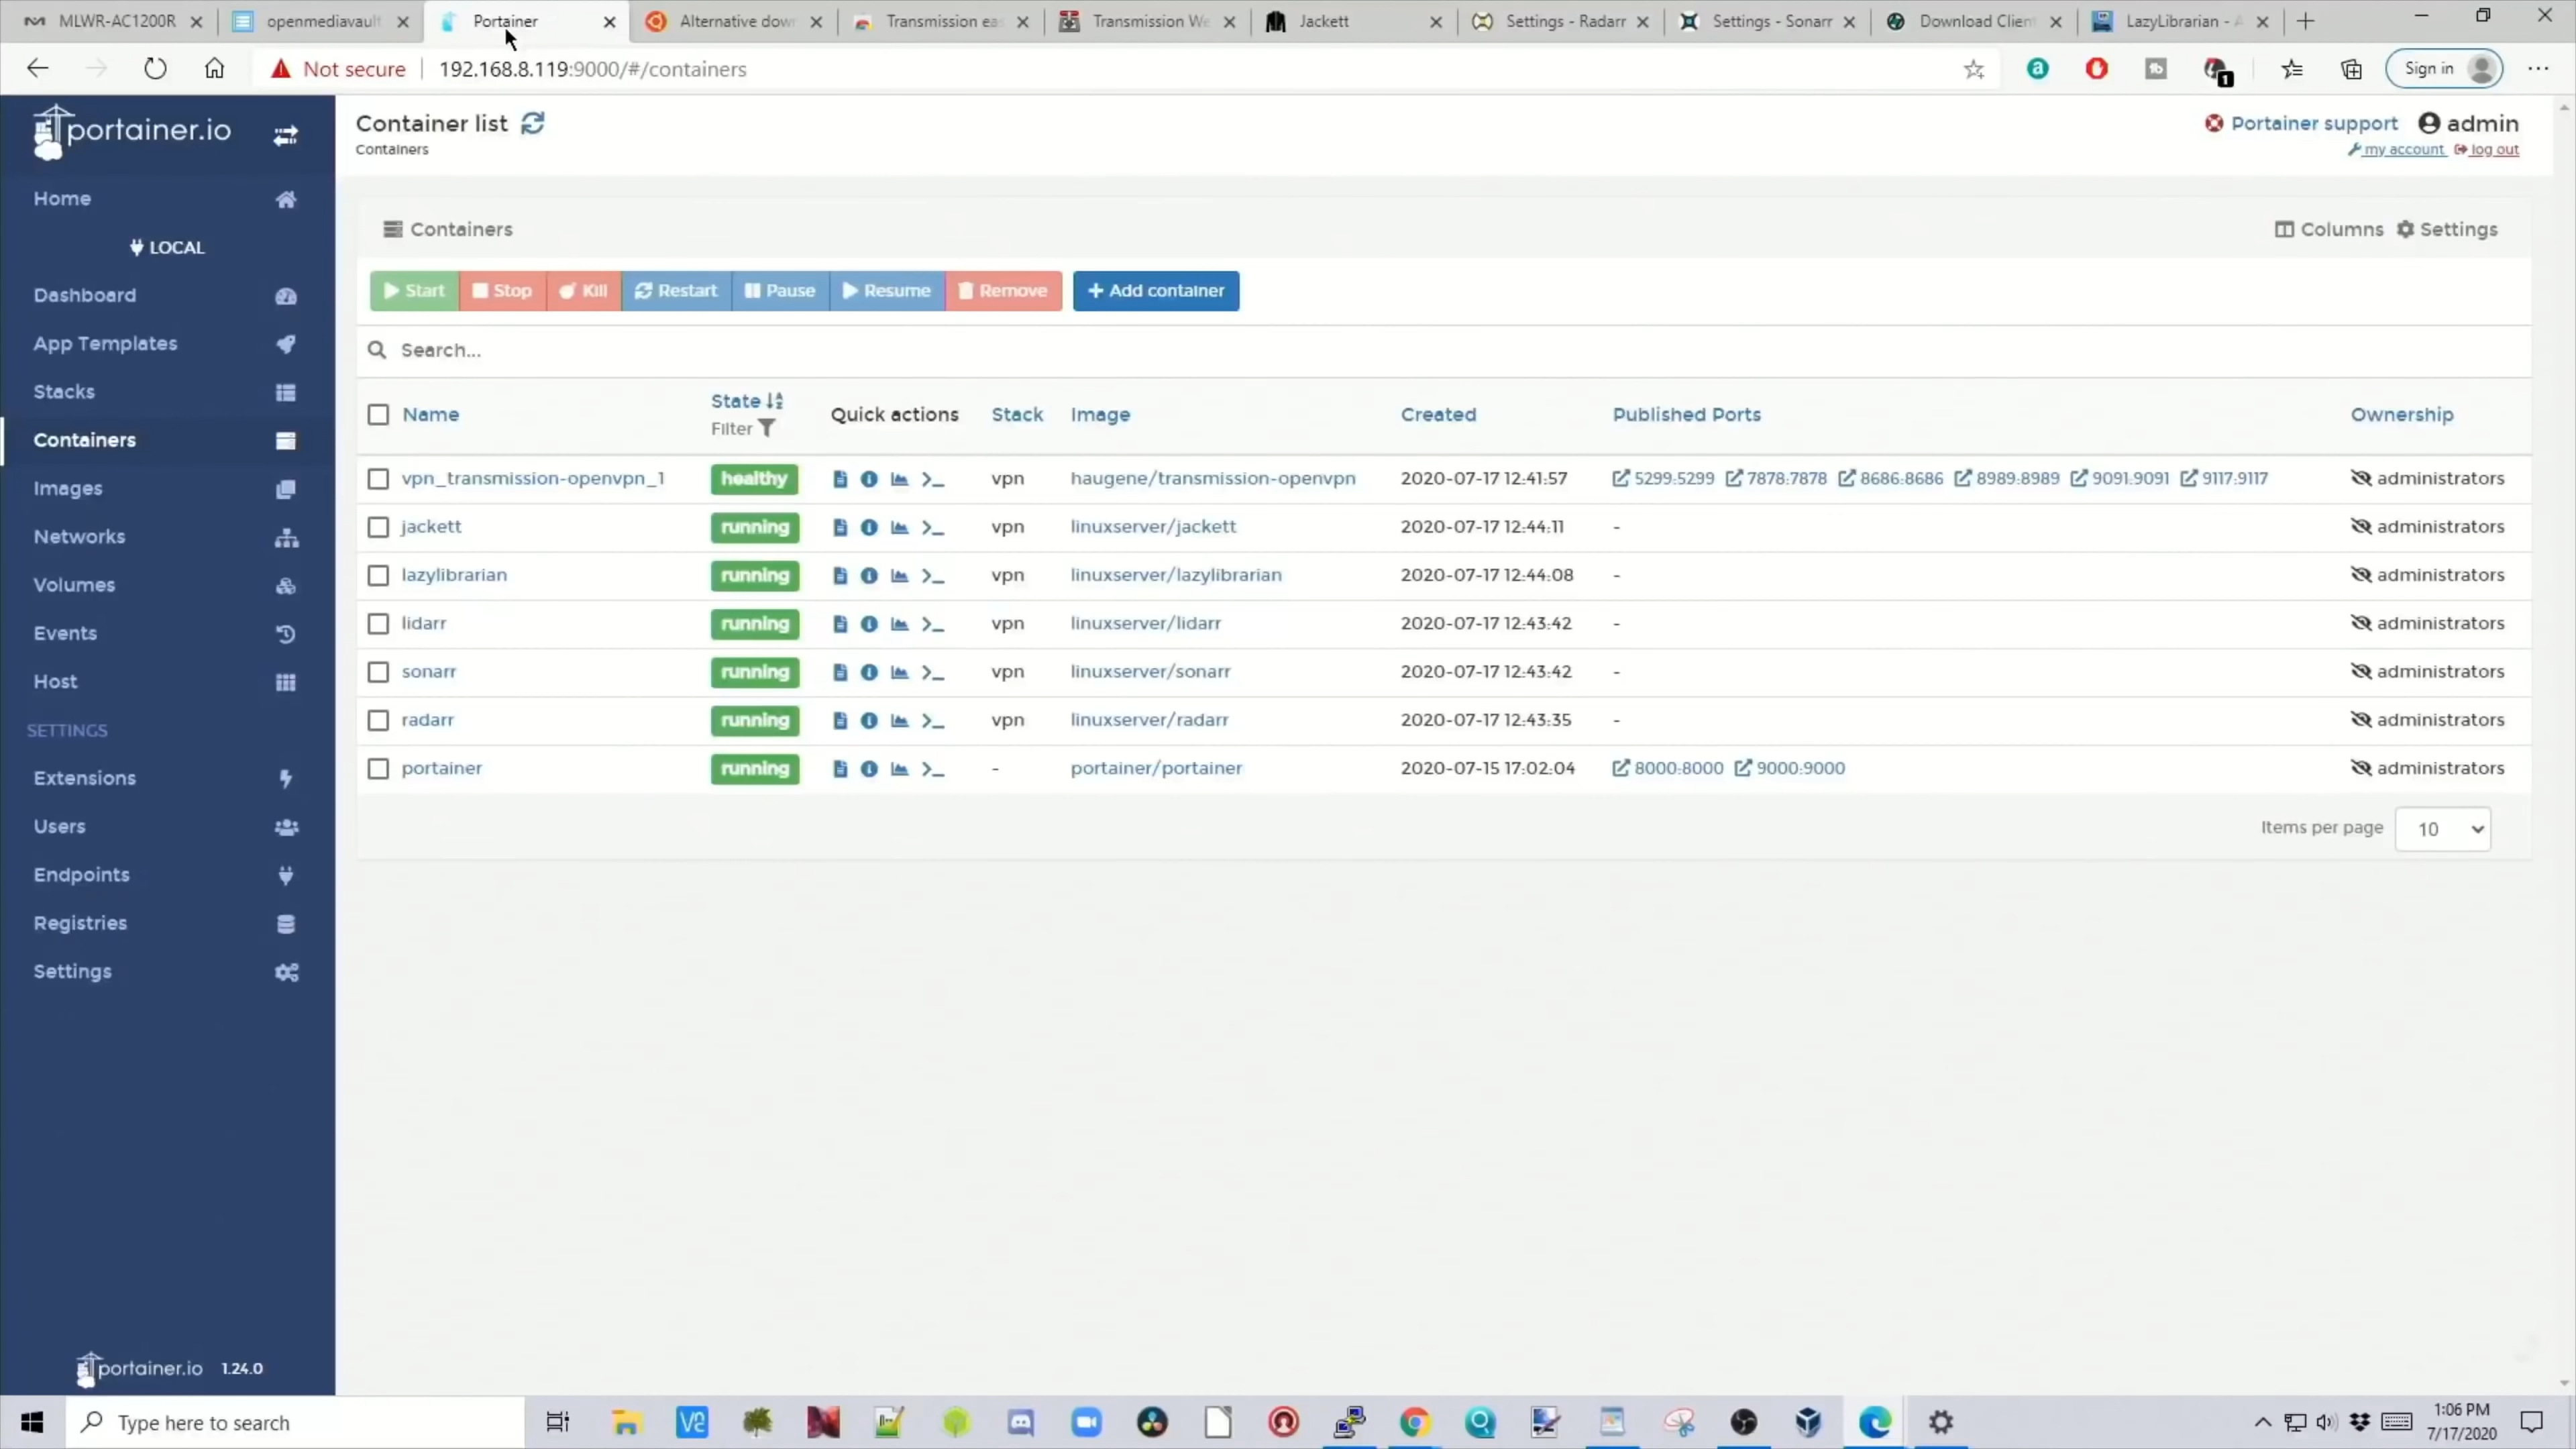 MLWR-AC1200R openmediavault Portainer Alternative dow Transmission eas Transmission We Jackett Settings - Radarr Settings - Sonarr Download Clien LazyLibrarian - A
Not secure 192.168.8.119:9000/#/containers Sign in
portainer.io
Container list
Containers
Portainer support admin
my account log out
Home
LOCAL
Dashboard
App Templates
Stacks
Containers
Images
Networks
Volumes
Events
Host
SETTINGS
Extensions
Users
Endpoints
Registries
Settings
portainer.io 1.24.0
Containers Columns Settings
Start Stop Kill Restart Pause Resume Remove + Add container
Search...
Name State Filter Quick actions Stack Image Created Published Ports Ownership
vpn_transmission-openvpn_1 healthy vpn haugene/transmission-openvpn 2020-07-17 12:41:57 5299:5299 7878:7878 8686:8686 8989:8989 9091:9091 9117:9117 administrators
jackett running vpn linuxserver/jackett 2020-07-17 12:44:11 - administrators
lazylibrarian running vpn linuxserver/lazylibrarian 2020-07-17 12:44:08 - administrators
lidarr running vpn linuxserver/lidarr 2020-07-17 12:43:42 - administrators
sonarr running vpn linuxserver/sonarr 2020-07-17 12:43:42 - administrators
radarr running vpn linuxserver/radarr 2020-07-17 12:43:35 - administrators
portainer running - portainer/portainer 2020-07-15 17:02:04 8000:8000 9000:9000 administrators
Items per page 10
Type here to search
1:06 PM
7/17/2020